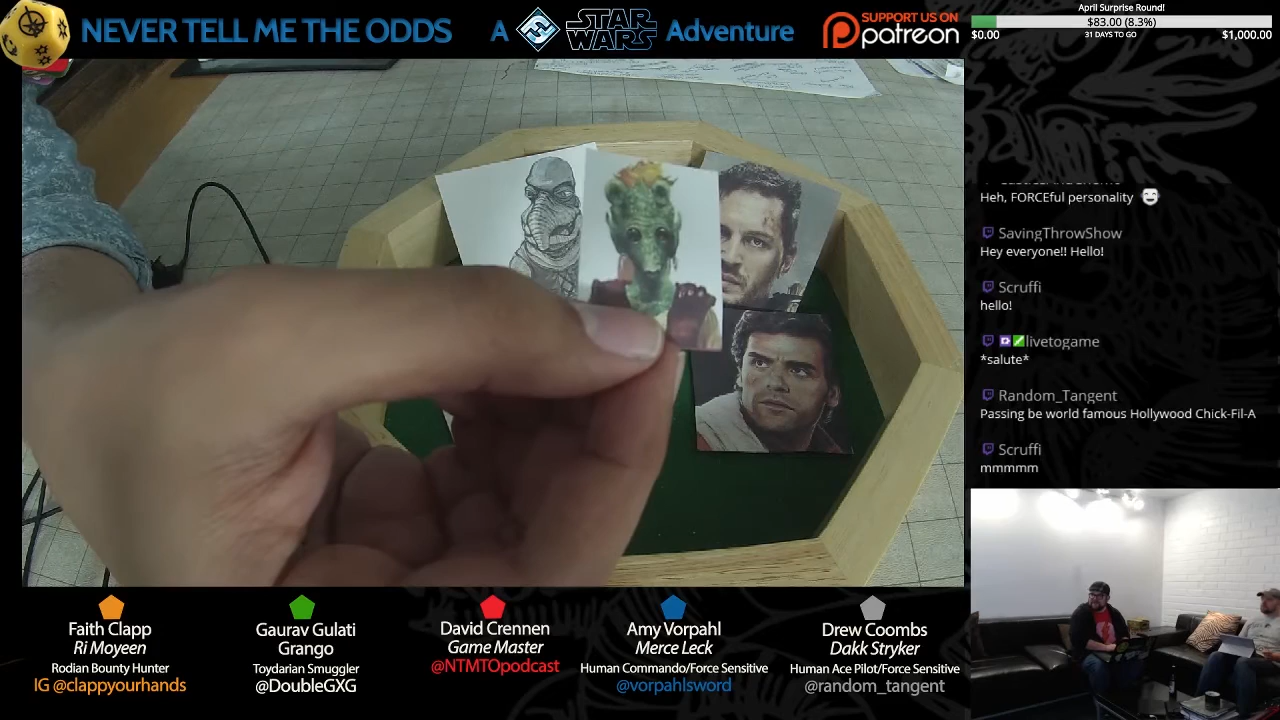 NEVER TELL ME THE ODDS
A STAR WARS Adventure
SUPPORT US ON
patreon
April Surprise Round!
$83.00 (8.3%)
$0.00 31 DAYS TO GO $1,000.00
Heh, FORCEful personality
SavingThrowShow
Hey everyone!! Hello!
Scruffi
hello!
livetogame
*salute*
Random_Tangent
Passing be world famous Hollywood Chick-Fil-A
Scruffi
mmmmm
Faith Clapp
Ri Moyeen
Rodian Bounty Hunter
IG @clappyourhands
Gaurav Gulati
Grango
Toydarian Smuggler
@DoubleGXG
David Crennen
Game Master
@NTMTOpodcast
Amy Vorpahl
Merce Leck
Human Commando/Force Sensitive
@vorpahlsword
Drew Coombs
Dakk Stryker
Human Ace Pilot/Force Sensitive
@random_tangent